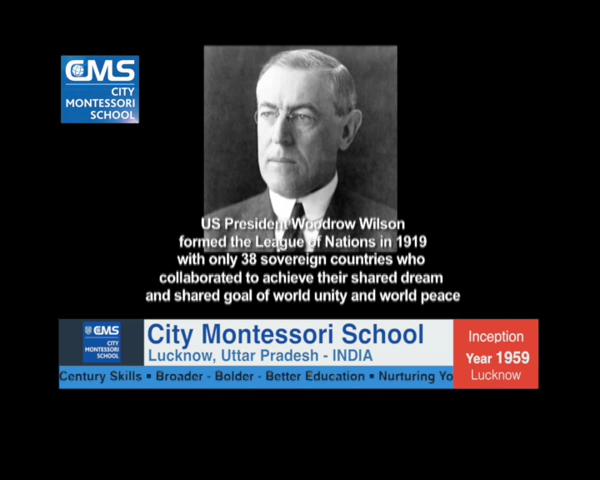 CMS
CITY
MONTESSORI
SCHOOL
US President Woodrow Wilson
formed the League of Nations in 1919
with only 38 sovereign countries who
collaborated to achieve their shared dream
and shared goal of world unity and world peace
CMS
CITY
MONTESSORI
SCHOOL
City Montessori School
Lucknow, Uttar Pradesh - INDIA
Inception
Year 1959
Lucknow
Century Skills ▪ Broader - Bolder - Better Education ▪ Nurturing Yo